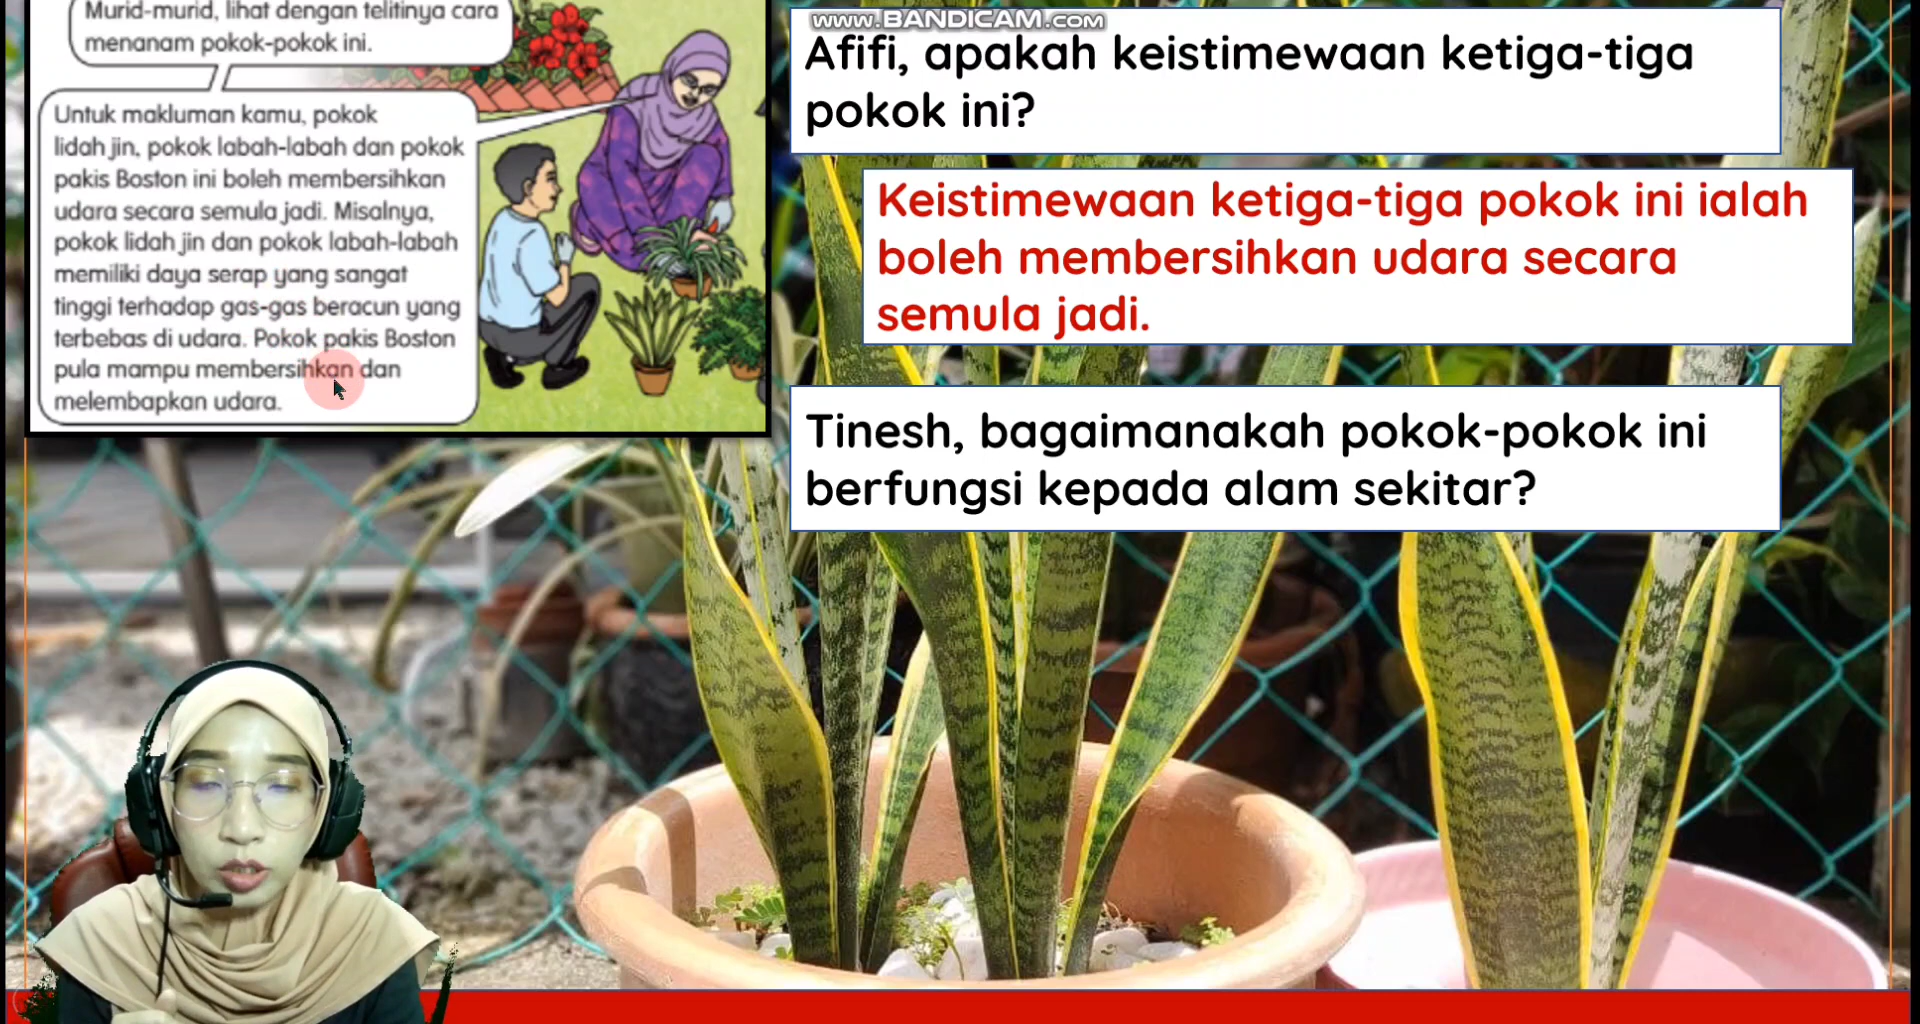 Murid-murid, lihat dengan telitinya cara
menanam pokok-pokok ini.
Untuk makluman kamu, pokok
lidah jin, pokok labah-labah dan pokok
pakis Boston ini boleh membersihkan
udara secara semula jadi. Misalnya,
pokok lidah jin dan pokok labah-labah
memiliki daya serap yang sangat
tinggi terhadap gas-gas beracun yang
terbebas di udara. Pokok pakis Boston
pula mampu membersihkan dan
melembapkan udara.
www.BANDICAM.com
Afifi, apakah keistimewaan ketiga-tiga
pokok ini?
Keistimewaan ketiga-tiga pokok ini ialah
boleh membersihkan udara secara
semula jadi.
Tinesh, bagaimanakah pokok-pokok ini
berfungsi kepada alam sekitar?